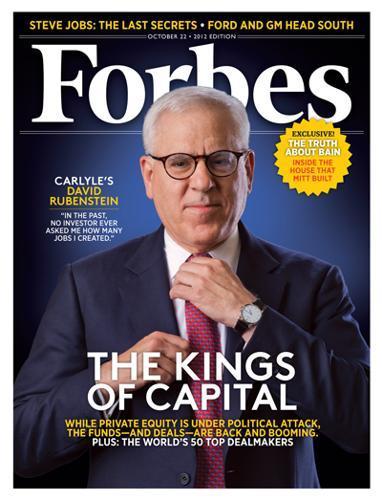 STEVE JOBS: THE LAST SECRETS • FORD AND GM HEAD SOUTH
OCTOBER 22 • 2012 EDITION
Forbes
EXCLUSIVE!
THE TRUTH
ABOUT BAIN
INSIDE THE
HOUSE THAT
MITT BUILT
CARLYLE'S
DAVID
RUBENSTEIN
"IN THE PAST,
NO INVESTOR EVER
ASKED ME HOW MANY
JOBS I CREATED."
THE KINGS
OF CAPITAL
WHILE PRIVATE EQUITY IS UNDER POLITICAL ATTACK,
THE FUNDS—AND DEALS—ARE BACK AND BOOMING.
PLUS: THE WORLD'S 50 TOP DEALMAKERS